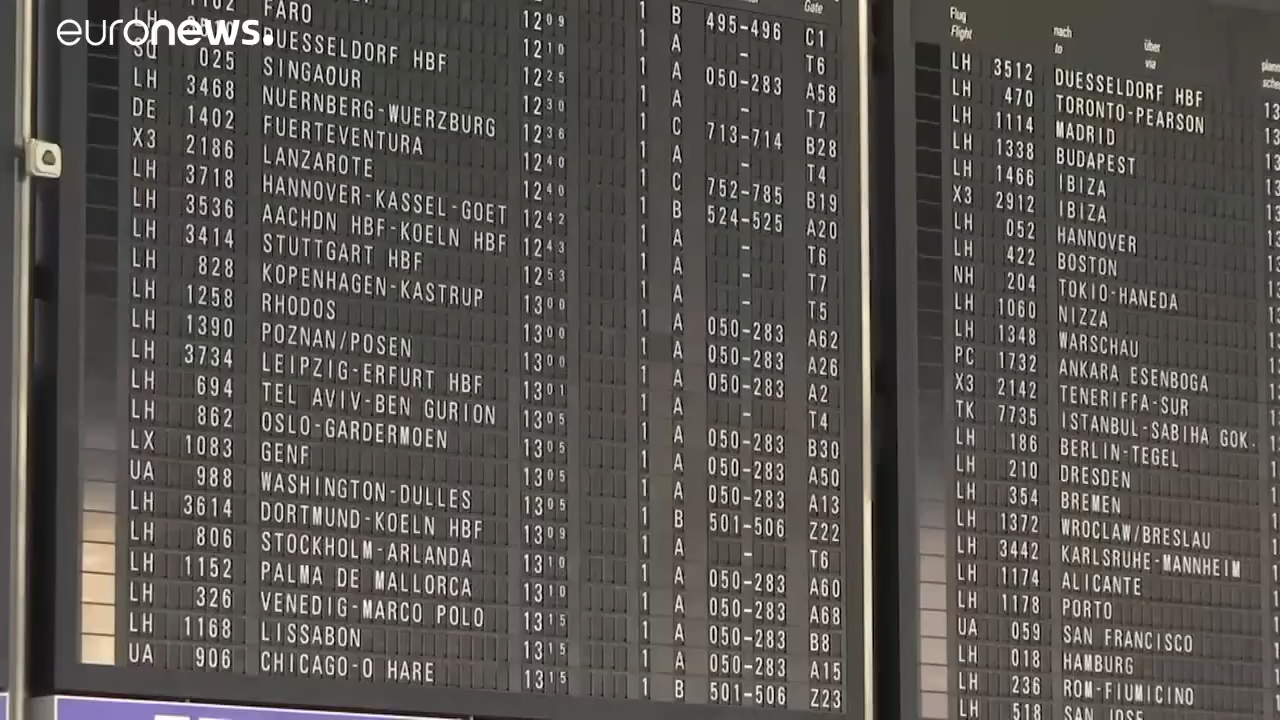 euronews.
Gate
12 09 1 B 495-496 C1
1102 FARO 12 10 1 A - T6
LH DUESSELDORF HBF 12 25 1 A 050-283 A58
SQ 025 SINGAOUR 12 30 1 A - T7
LH 3468 NUERNBERG-WUERZBURG 12 36 1 C 713-714 B28
DE 1402 FUERTEVENTURA 12 40 1 A - T4
X3 2186 LANZAROTE 12 40 1 C 752-785 B19
LH 3718 HANNOVER-KASSEL-GOET 12 42 1 B 524-525 A20
LH 3536 AACHDN HBF-KOELN HBF 12 43 1 A - T6
LH 3414 STUTTGART HBF 12 53 1 A - T7
LH 828 KOPENHAGEN-KASTRUP 13 00 1 A - T5
LH 1258 RHODOS 13 00 1 A 050-283 A62
LH 1390 POZNAN/POSEN 13 00 1 A 050-283 A26
LH 3734 LEIPZIG-ERFURT HBF 13 01 1 A 050-283 A2
LH 694 TEL AVIV-BEN GURION 13 05 1 A - T4
LH 862 OSLO-GARDERMOEN 13 05 1 A 050-283 B30
LX 1083 GENF 13 05 1 A 050-283 A50
UA 988 WASHINGTON-DULLES 13 05 1 A 050-283 A13
LH 3614 DORTMUND-KOELN HBF 13 09 1 B 501-506 Z22
LH 806 STOCKHOLM-ARLANDA 13 10 1 A - T6
LH 1152 PALMA DE MALLORCA 13 10 1 A 050-283 A60
LH 326 VENEDIG-MARCO POLO 13 15 1 A 050-283 A68
LH 1168 LISSABON 13 15 1 A 050-283 B8
UA 906 CHICAGO-O HARE 13 15 1 A 050-283 A15
1 B 501-506 Z23
Flug nach über
Flight to via
LH 3512 DUESSELDORF HBF 13
LH 470 TORONTO-PEARSON 13
LH 1114 MADRID 13
LH 1338 BUDAPEST 13
LH 1466 IBIZA 13
X3 2912 IBIZA
LH 052 HANNOVER
LH 422 BOSTON
NH 204 TOKIO-HANEDA
LH 1060 NIZZA
LH 1348 WARSCHAU
PC 1732 ANKARA ESENBOGA
X3 2142 TENERIFFA-SUR
TK 7735 ISTANBUL-SABIHA GOK.
LH 186 BERLIN-TEGEL
LH 210 DRESDEN
LH 354 BREMEN
LH 1372 WROCLAW/BRESLAU
LH 3442 KARLSRUHE-MANNHEIM
LH 1174 ALICANTE
LH 1178 PORTO
UA 059 SAN FRANCISCO
LH 018 HAMBURG
LH 236 ROM-FIUMICINO
LH 518 SAN JOSE